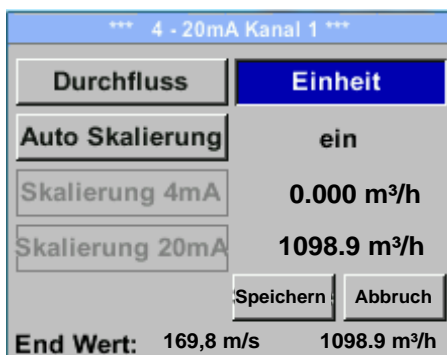 *** 4 - 20mA Kanal 1 ***
Durchfluss Einheit
Auto Skalierung ein
Skalierung 4mA 0.000 m³/h
Skalierung 20mA 1098.9 m³/h
Speichern Abbruch
End Wert: 169,8 m/s 1098.9 m³/h